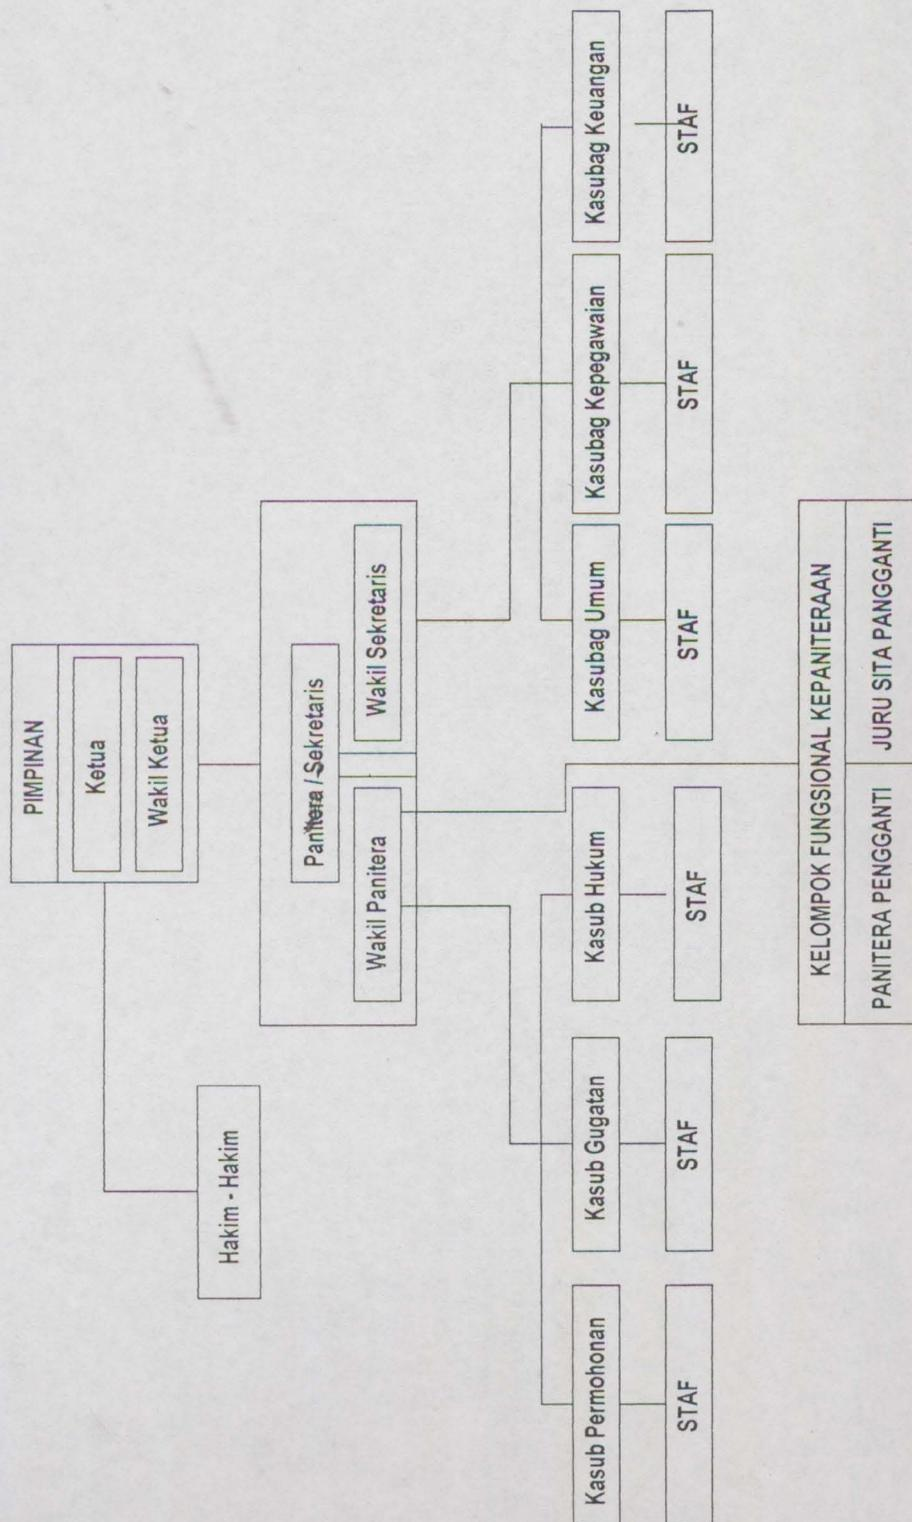 PIMPINAN
Ketua
Wakil Ketua
Hakim - Hakim
Panitera / Sekretaris
Wakil Panitera
Wakil Sekretaris
Kasub Permohonan
Kasub Gugatan
Kasub Hukum
Kasubag Umum
Kasubag Kepegawaian
Kasubag Keuangan
STAF
STAF
STAF
STAF
STAF
STAF
KELOMPOK FUNGSIONAL KEPANITERAAN
PANITERA PENGGANTI
JURU SITA PANGGANTI